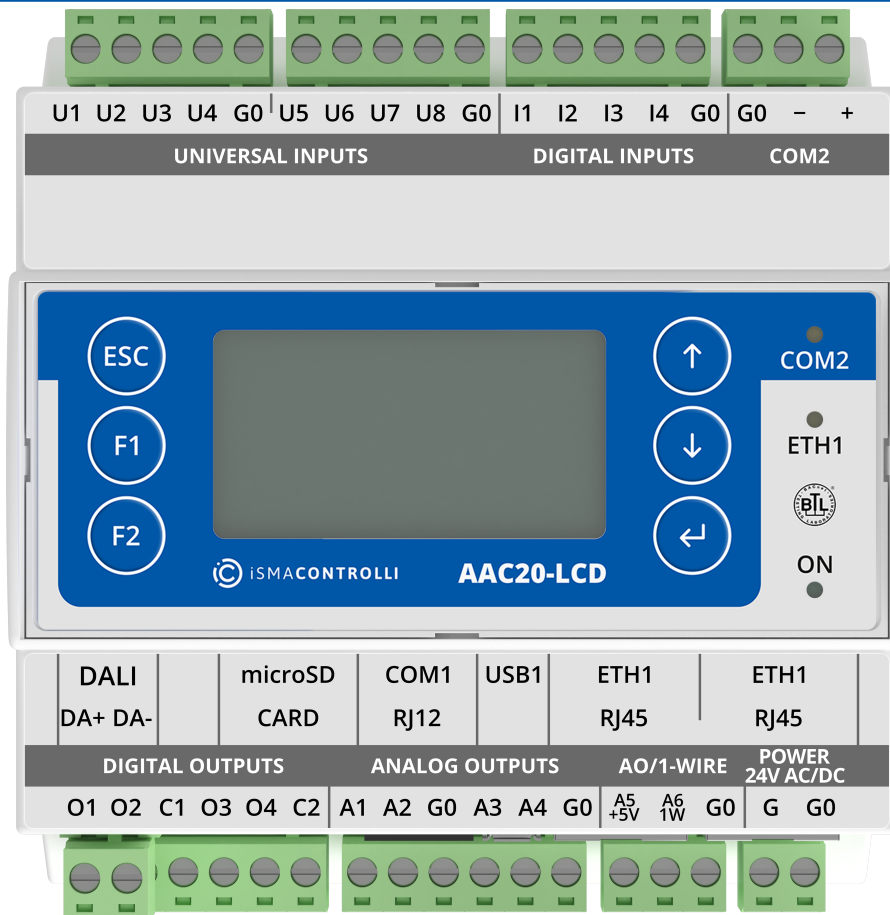 U1 U2 U3 U4 G0 U5 U6 U7 U8 G0 I1 I2 I3 I4 G0 G0 − +
UNIVERSAL INPUTS DIGITAL INPUTS COM2
ESC
F1
F2
↑
↓
↵
COM2
ETH1
BTL
ON
iSMACONTROLLI AAC20-LCD
DALI microSD COM1 USB1 ETH1 ETH1
DA+ DA- CARD RJ12 RJ45 RJ45
DIGITAL OUTPUTS ANALOG OUTPUTS AO/1-WIRE POWER
24V AC/DC
O1 O2 C1 O3 O4 C2 A1 A2 G0 A3 A4 G0 A5 A6 G0 G G0
+5V 1W